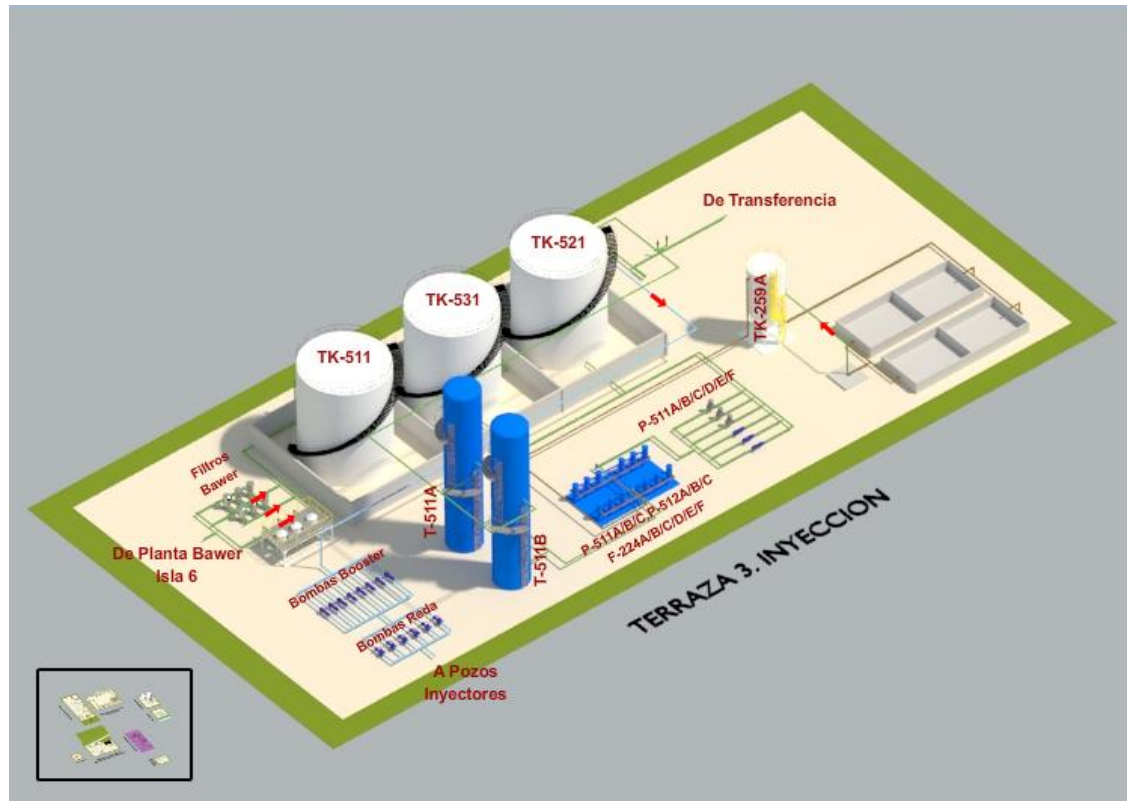 De Transferencia
TK-521
TK-531
TK-511
TK-259A
P-511A/B/C/D/E/F
Filtros
Bawer
T-511A
T-511B
P-511A/B/C,P-512A/B/C
F-224A/B/C/D/E/F
De Planta Bawer
Isla 6
Bombas Booster
Bombas Reda
A Pozos
Inyectores
TERRAZA 3. INYECCION